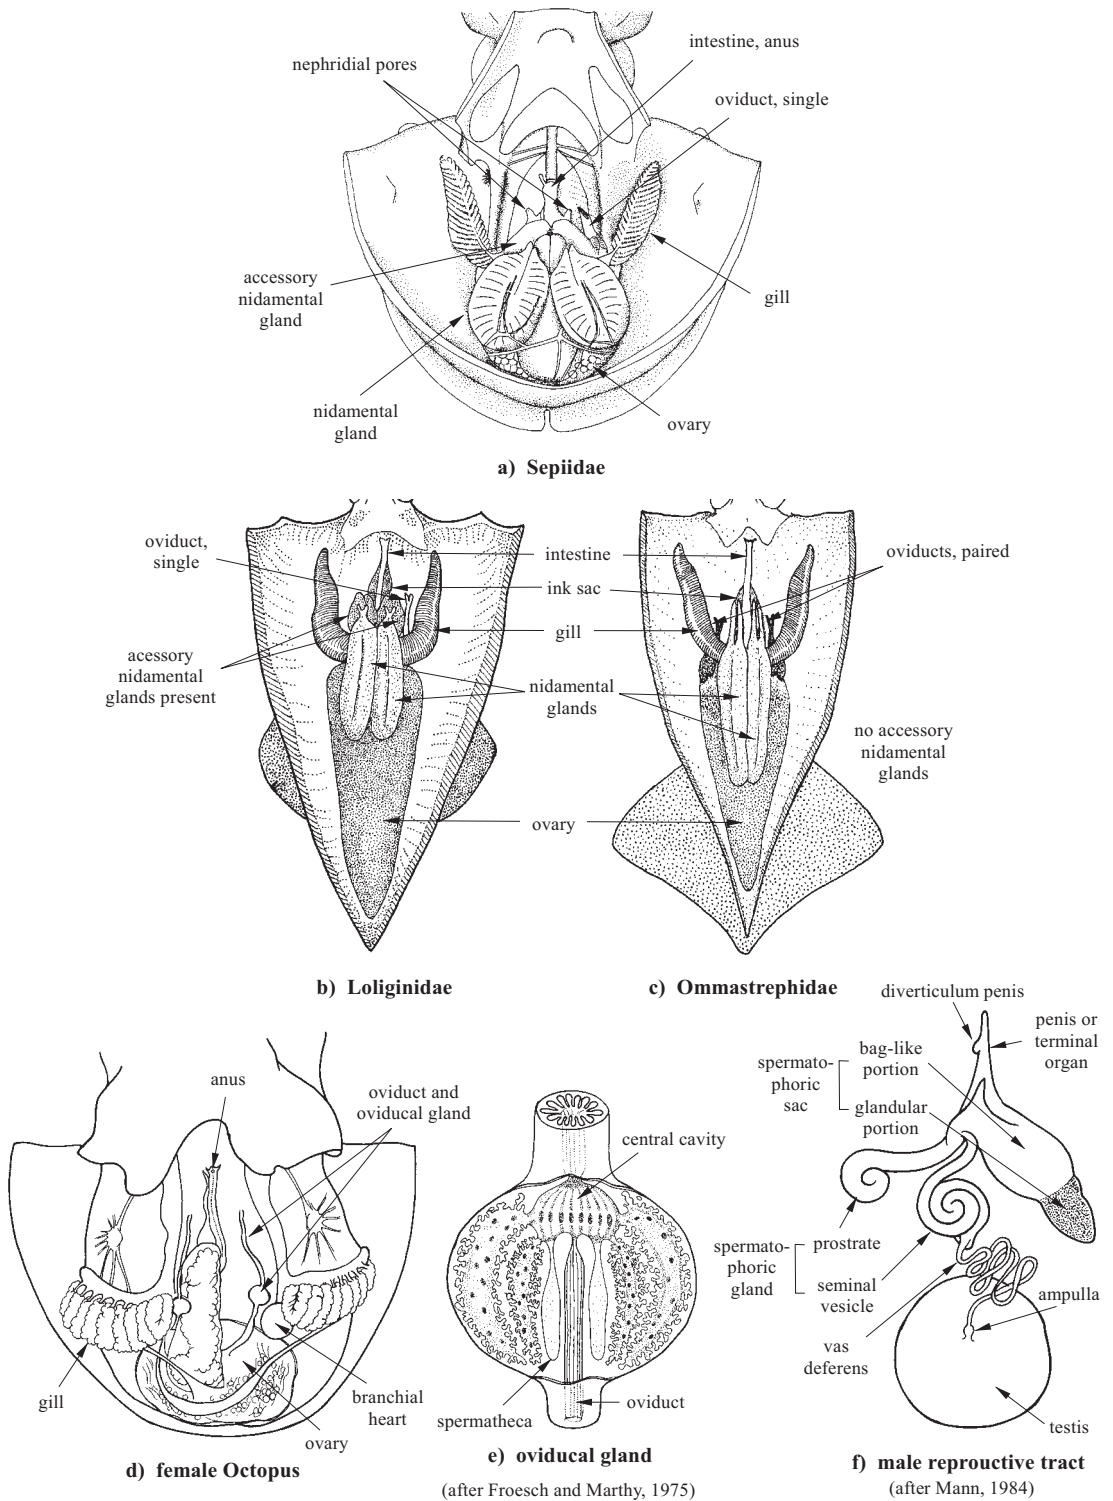 intestine, anus
nephridial pores
oviduct, single
accessory
nidamental
gland
gill
nidamental
gland
ovary
a) Sepiidae
oviduct,
single
intestine
oviducts, paired
ink sac
gill
acessory
nidamental
glands present
nidamental
glands
no accessory
nidamental
glands
ovary
b) Loliginidae
c) Ommastrephidae
diverticulum penis
penis or
terminal
organ
bag-like
portion
spermato-
phoric
sac
glandular
portion
anus
oviduct and
oviducal gland
central cavity
prostrate
spermato-
phoric
gland
seminal
vesicle
ampulla
vas
deferens
gill
branchial
heart
ovary
spermatheca
oviduct
testis
d) female Octopus
e) oviducal gland
(after Froesch and Marthy, 1975)
f) male reprouctive tract
(after Mann, 1984)